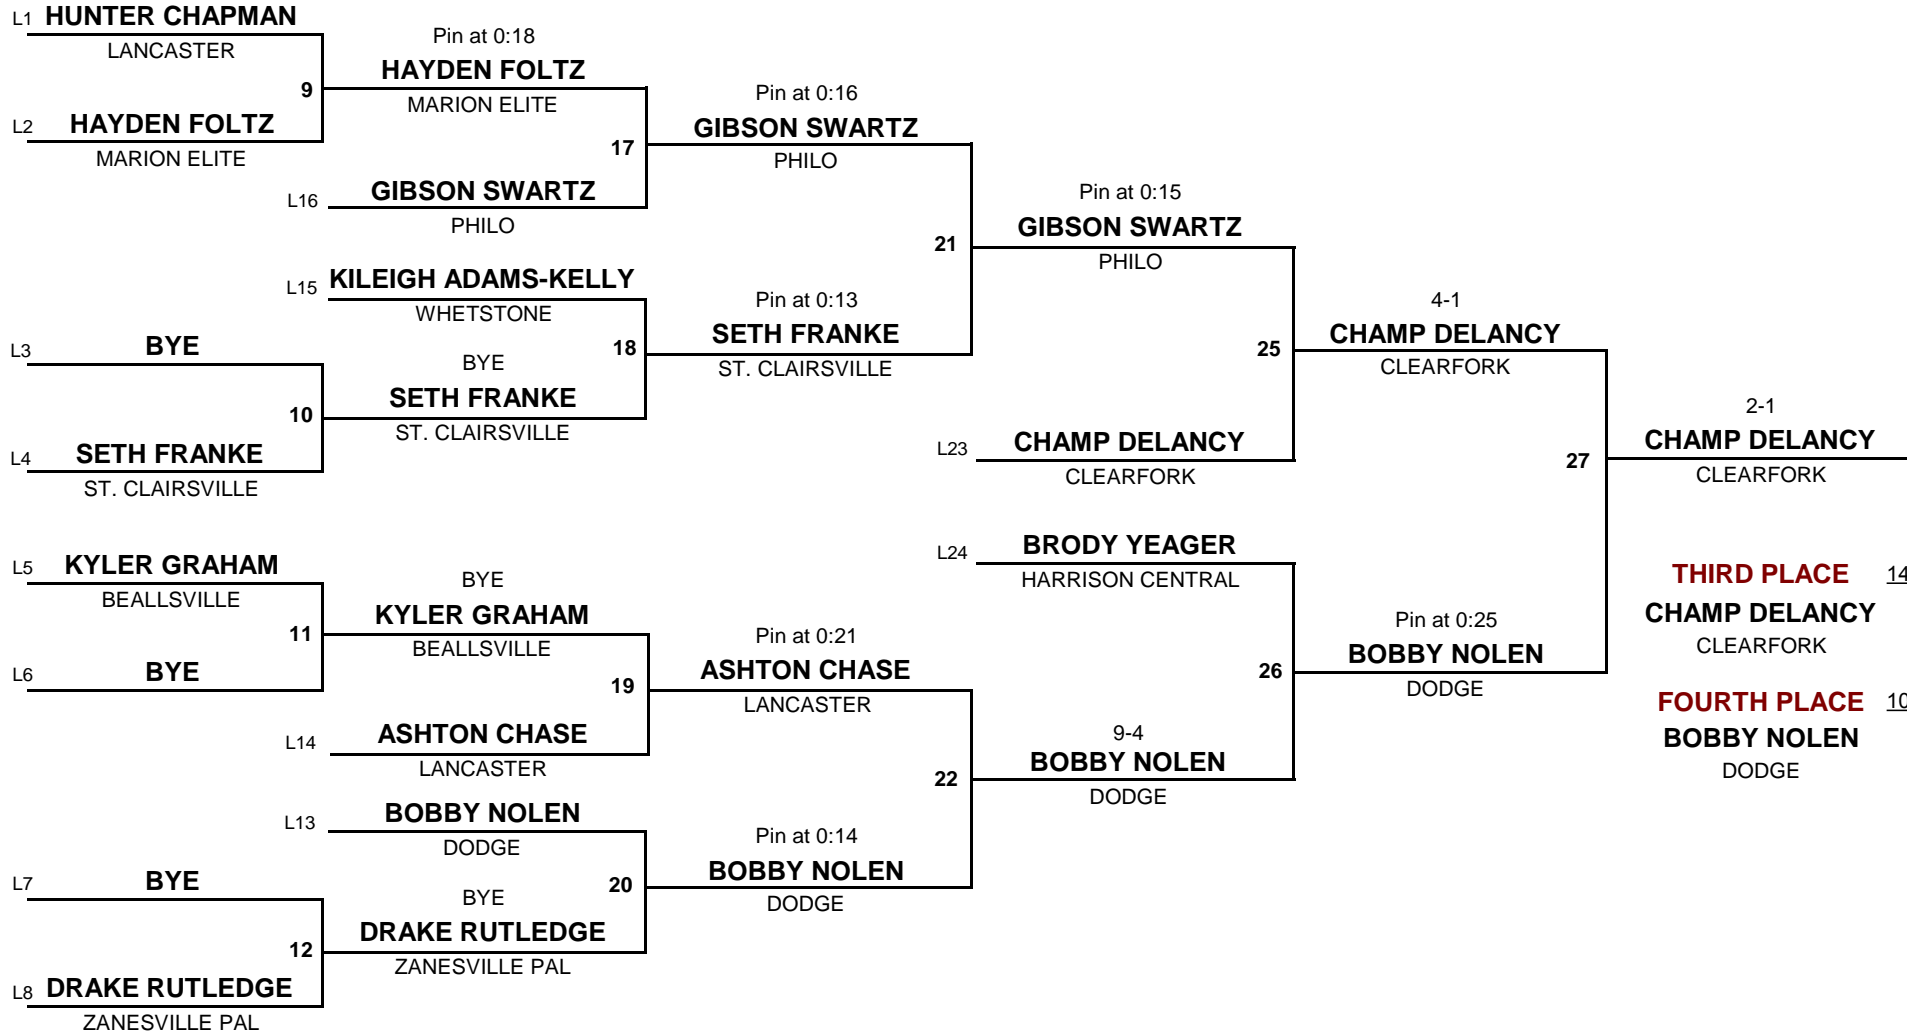 L1 HUNTER CHAPMAN
LANCASTER
9
L2 HAYDEN FOLTZ
MARION ELITE
Pin at 0:18
HAYDEN FOLTZ
MARION ELITE
17
L16 GIBSON SWARTZ
PHILO
Pin at 0:16
GIBSON SWARTZ
PHILO
21
L15 KILEIGH ADAMS-KELLY
WHETSTONE
18
L3 BYE
10
L4 SETH FRANKE
ST. CLAIRSVILLE
BYE
SETH FRANKE
ST. CLAIRSVILLE
Pin at 0:13
SETH FRANKE
ST. CLAIRSVILLE
Pin at 0:15
GIBSON SWARTZ
PHILO
25
L23 CHAMP DELANCY
CLEARFORK
4-1
CHAMP DELANCY
CLEARFORK
27
L5 KYLER GRAHAM
BEALLSVILLE
11
L6 BYE
BYE
KYLER GRAHAM
BEALLSVILLE
19
L14 ASHTON CHASE
LANCASTER
Pin at 0:21
ASHTON CHASE
LANCASTER
22
L13 BOBBY NOLEN
DODGE
20
L7 BYE
12
L8 DRAKE RUTLEDGE
ZANESVILLE PAL
BYE
DRAKE RUTLEDGE
ZANESVILLE PAL
Pin at 0:14
BOBBY NOLEN
DODGE
L24 BRODY YEAGER
HARRISON CENTRAL
26
9-4
BOBBY NOLEN
DODGE
Pin at 0:25
BOBBY NOLEN
DODGE
2-1
CHAMP DELANCY
CLEARFORK
THIRD PLACE 14
CHAMP DELANCY
CLEARFORK
FOURTH PLACE 10
BOBBY NOLEN
DODGE